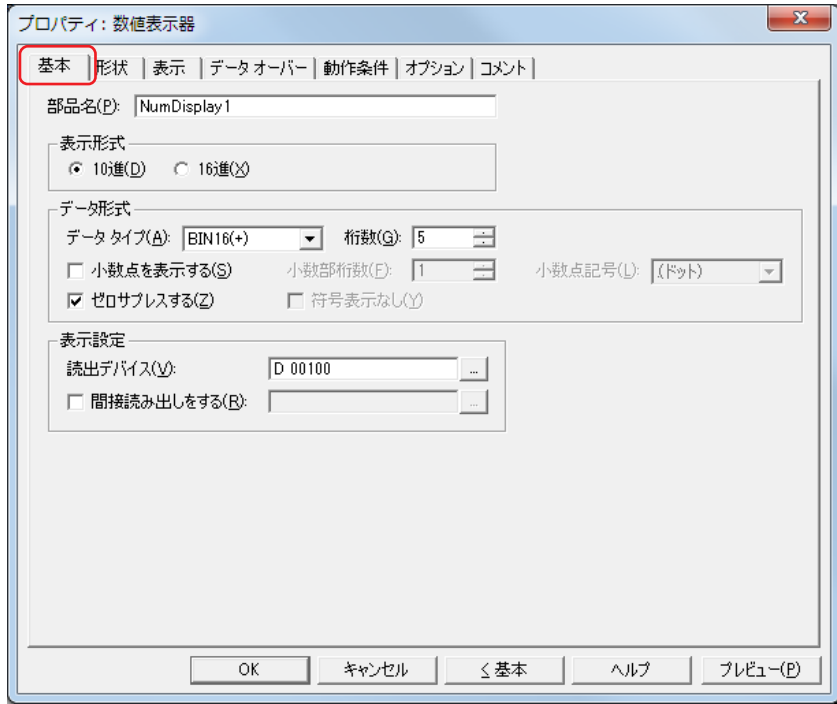 プロパティ: 数値表示器
基本 形状 表示 データ オーバー 動作条件 オプション コメント
部品名(P): NumDisplay1
表示形式
10進(D) 16進(X)
データ形式
データ タイプ(A): BIN16(+) 桁数(G): 5
小数点を表示する(S) 小数部桁数(F): 1 小数点記号(L): .(ドット)
ゼロサプレスする(Z) 符号表示なし(Y)
表示設定
読出デバイス(V): D 00100 ...
間接読み出しをする(R): ...
OK キャンセル < 基本 ヘルプ プレビュー(P)